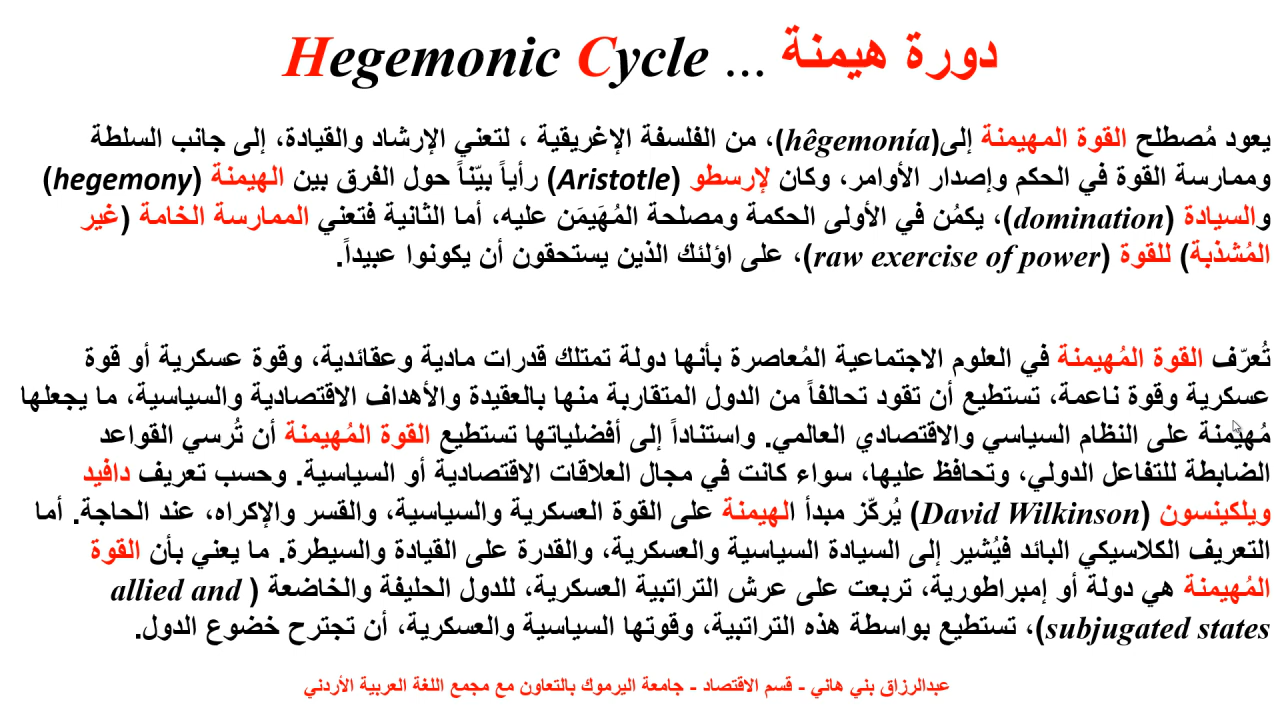 دورة هيمنة ... Hegemonic Cycle
يعود مُصطلح القوة المهيمنة إلى(hêgemonía)، من الفلسفة الإغريقية ، لتعني الإرشاد والقيادة، إلى جانب السلطة
وممارسة القوة في الحكم وإصدار الأوامر، وكان لإرسطو (Aristotle) رأياً بيّناً حول الفرق بين الهيمنة (hegemony)
والسيادة (domination)، يكمُن في الأولى الحكمة ومصلحة المُهَيمَن عليه، أما الثانية فتعني الممارسة الخامة (غير
المُشذبة) للقوة (raw exercise of power)، على اؤلئك الذين يستحقون أن يكونوا عبيداً.
تُعرّف القوة المُهيمنة في العلوم الاجتماعية المُعاصرة بأنها دولة تمتلك قدرات مادية وعقائدية، وقوة عسكرية أو قوة
عسكرية وقوة ناعمة، تستطيع أن تقود تحالفاً من الدول المتقاربة منها بالعقيدة والأهداف الاقتصادية والسياسية، ما يجعلها
مُهيّمنة على النظام السياسي والاقتصادي العالمي. واستناداً إلى أفضلياتها تستطيع القوة المُهيمنة أن تُرسي القواعد
الضابطة للتفاعل الدولي، وتحافظ عليها، سواء كانت في مجال العلاقات الاقتصادية أو السياسية. وحسب تعريف دافيد
ويلكينسون (David Wilkinson) يُركّز مبدأ الهيمنة على القوة العسكرية والسياسية، والقسر والإكراه، عند الحاجة. أما
التعريف الكلاسيكي البائد فيُشير إلى السيادة السياسية والعسكرية، والقدرة على القيادة والسيطرة. ما يعني بأن القوة
المُهيمنة هي دولة أو إمبراطورية، تربعت على عرش التراتبية العسكرية، للدول الحليفة والخاضعة (allied and
subjugated states)، تستطيع بواسطة هذه التراتبية، وقوتها السياسية والعسكرية، أن تجترح خضوع الدول.
عبدالرزاق بني هاني - قسم الاقتصاد - جامعة اليرموك بالتعاون مع مجمع اللغة العربية الأردني